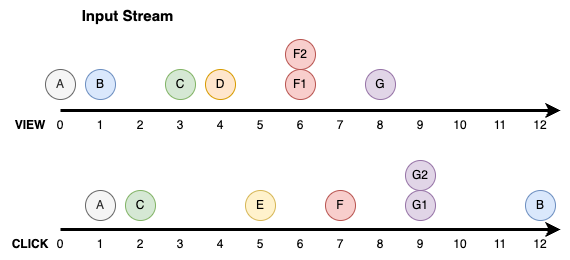 Input Stream
F2
A B C D F1 G
VIEW 0 1 2 3 4 5 6 7 8 9 10 11 12
G2
A C E F G1 B
CLICK 0 1 2 3 4 5 6 7 8 9 10 11 12